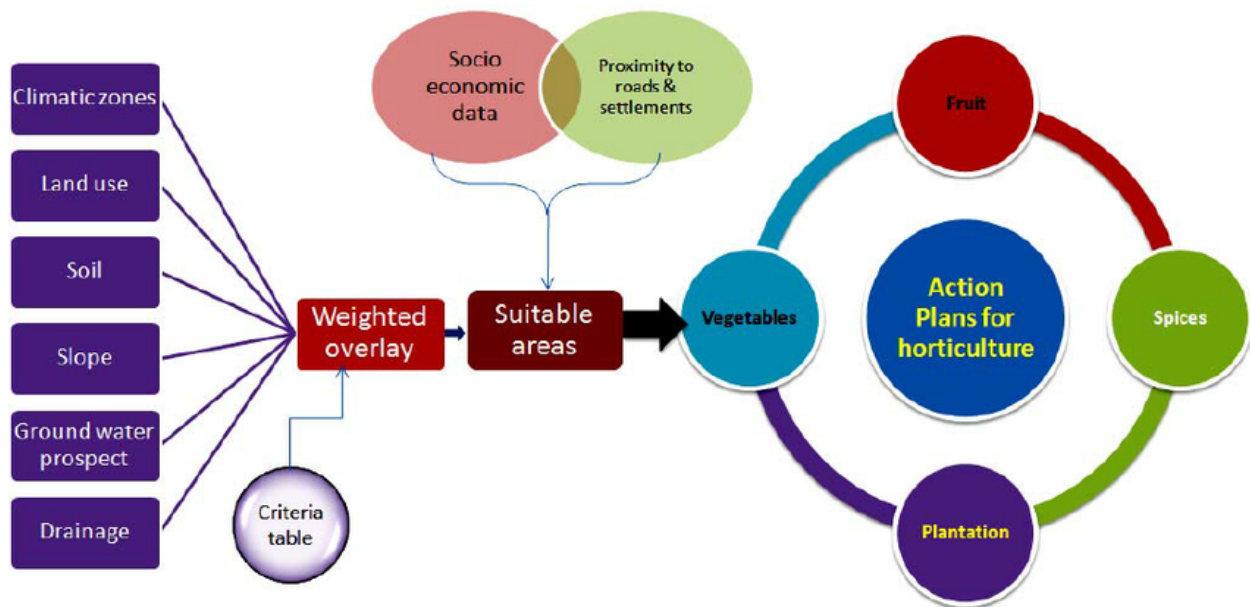 Climatic zones
Land use
Soil
Slope
Ground water
prospect
Drainage
Criteria
table
Weighted
overlay
Socio
economic
data
Proximity to
roads &
settlements
Suitable
areas
Vegetables
Fruit
Action
Plans for
horticulture
Spices
Plantation